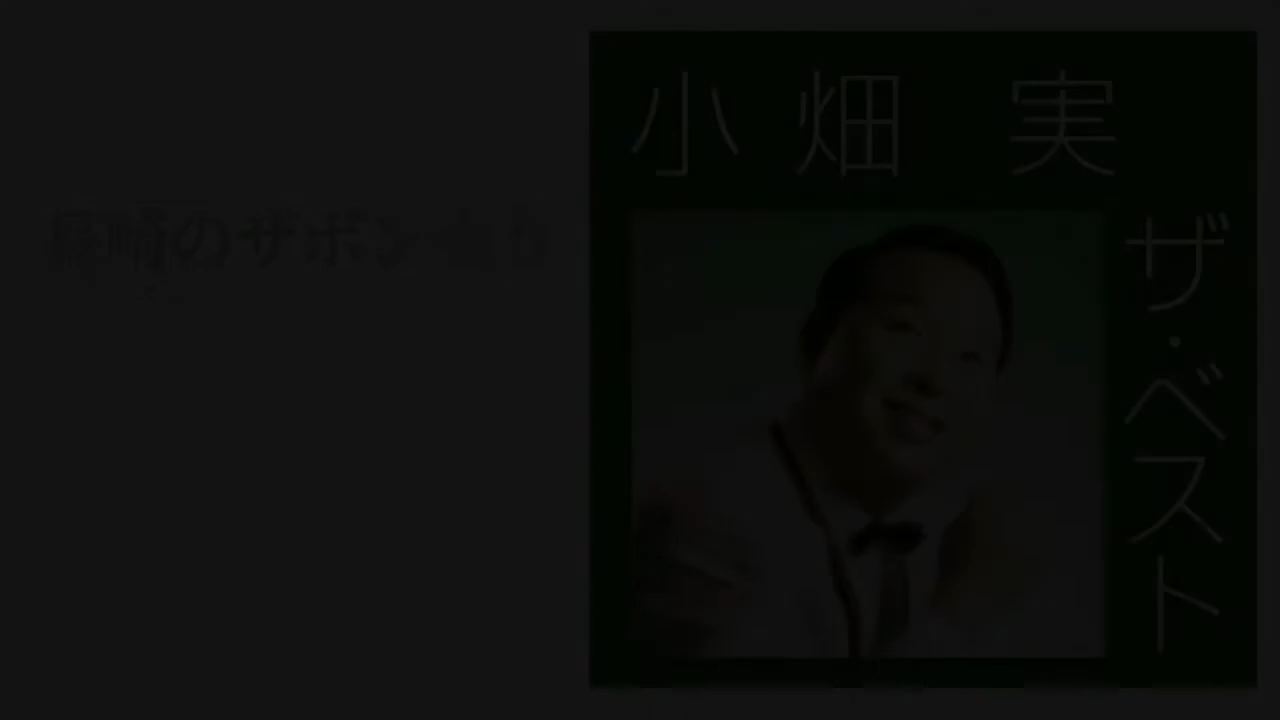 長崎のザボン売り
小畑 実
ザ・ベスト